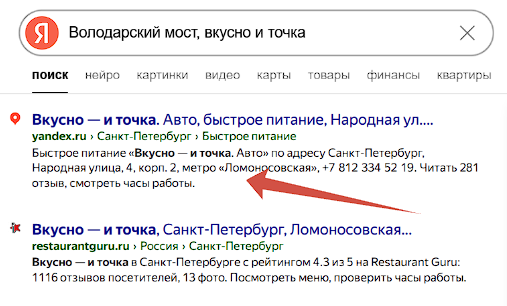 Я Володарский мост, вкусно и точка
поиск нейро картинки видео карты товары финансы квартиры
Вкусно — и точка. Авто, быстрое питание, Народная ул....
yandex.ru › Санкт-Петербург › Быстрое питание
Быстрое питание «Вкусно — и точка. Авто» по адресу Санкт-Петербург,
Народная улица, 4, корп. 2, метро «Ломоносовская», +7 812 334 52 19. Читать 281
отзыв, смотреть часы работы.
Вкусно — и точка, Санкт-Петербург, Ломоносовская...
restaurantguru.ru › Россия › Санкт-Петербург
Вкусно — и точка в Санкт-Петербурге с рейтингом 4.3 из 5 на Restaurant Guru:
1116 отзывов посетителей, 13 фото. Посмотреть меню, проверить часы работы.